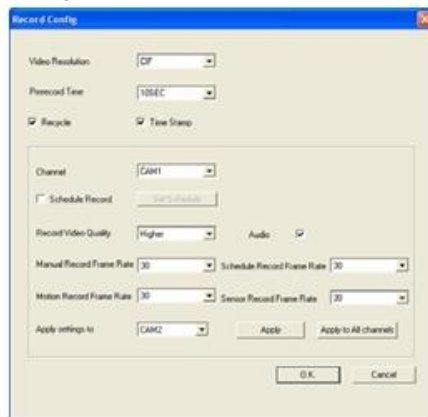 Record Config
Video Resolution CIF
Prerecord Time 10SEC
Recycle Time Stamp
Channel CAM1
Schedule Record Set Schedule
Record Video Quality Higher Audio
Manual Record Frame Rate 30 Schedule Record Frame Rate 30
Motion Record Frame Rate 30 Sensor Record Frame Rate 30
Apply settings to CAM2 Apply Apply to All channels
O.K. Cancel